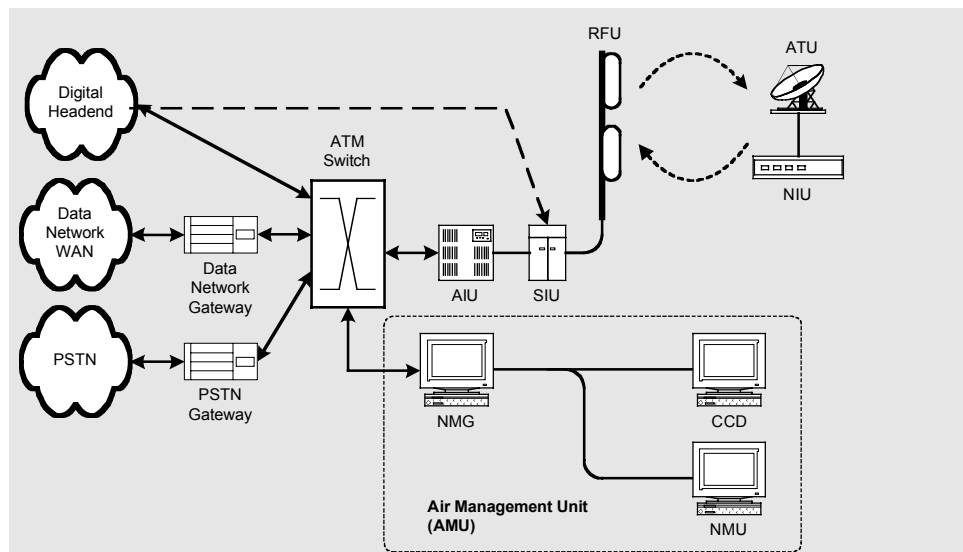 RFU
ATU
Digital
Headend
ATM
Switch
NIU
Data
Network
WAN
Data
Network
Gateway
AIU
SIU
PSTN
PSTN
Gateway
NMG
CCD
Air Management Unit
(AMU)
NMU